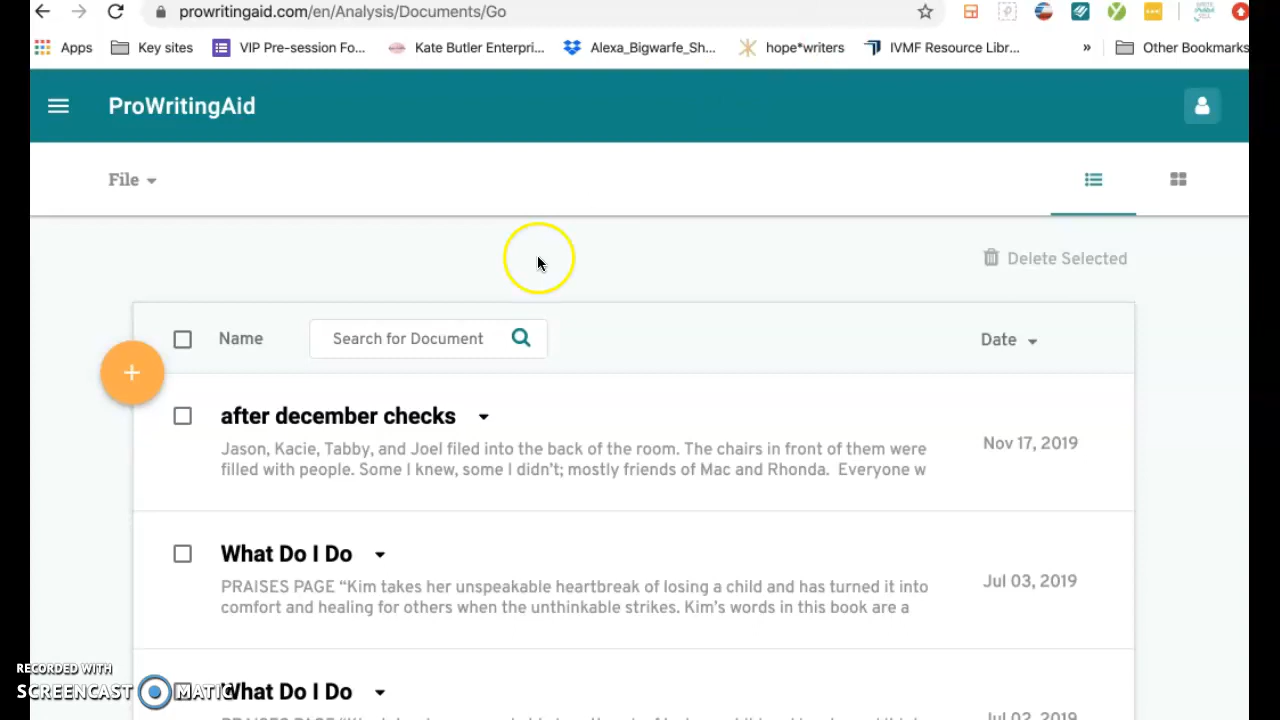 prowritingaid.com/en/Analysis/Documents/Go
Apps Key sites VIP Pre-session Fo... Kate Butler Enterpri... Alexa_Bigwarfe_Sh... hope*writers IVMF Resource Libr... » Other Bookmarks
ProWritingAid
File
Delete Selected
Name Search for Document Date
+
after december checks
Jason, Kacie, Tabby, and Joel filed into the back of the room. The chairs in front of them were
filled with people. Some I knew, some I didn't; mostly friends of Mac and Rhonda. Everyone w
Nov 17, 2019
What Do I Do
PRAISES PAGE “Kim takes her unspeakable heartbreak of losing a child and has turned it into
comfort and healing for others when the unthinkable strikes. Kim’s words in this book are a
Jul 03, 2019
RECORDED WITH
SCREENCAST MATIC
What Do I Do
Jul 02, 2019